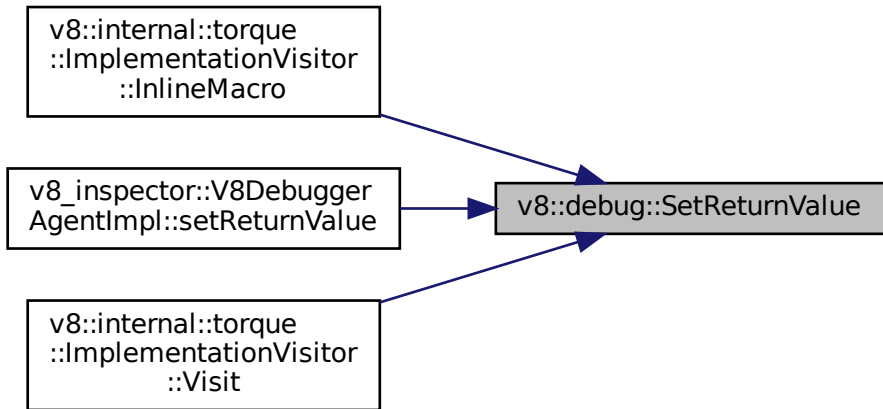 v8::internal::torque
::ImplementationVisitor
::InlineMacro
v8_inspector::V8Debugger
AgentImpl::setReturnValue
v8::debug::SetReturnValue
v8::internal::torque
::ImplementationVisitor
::Visit